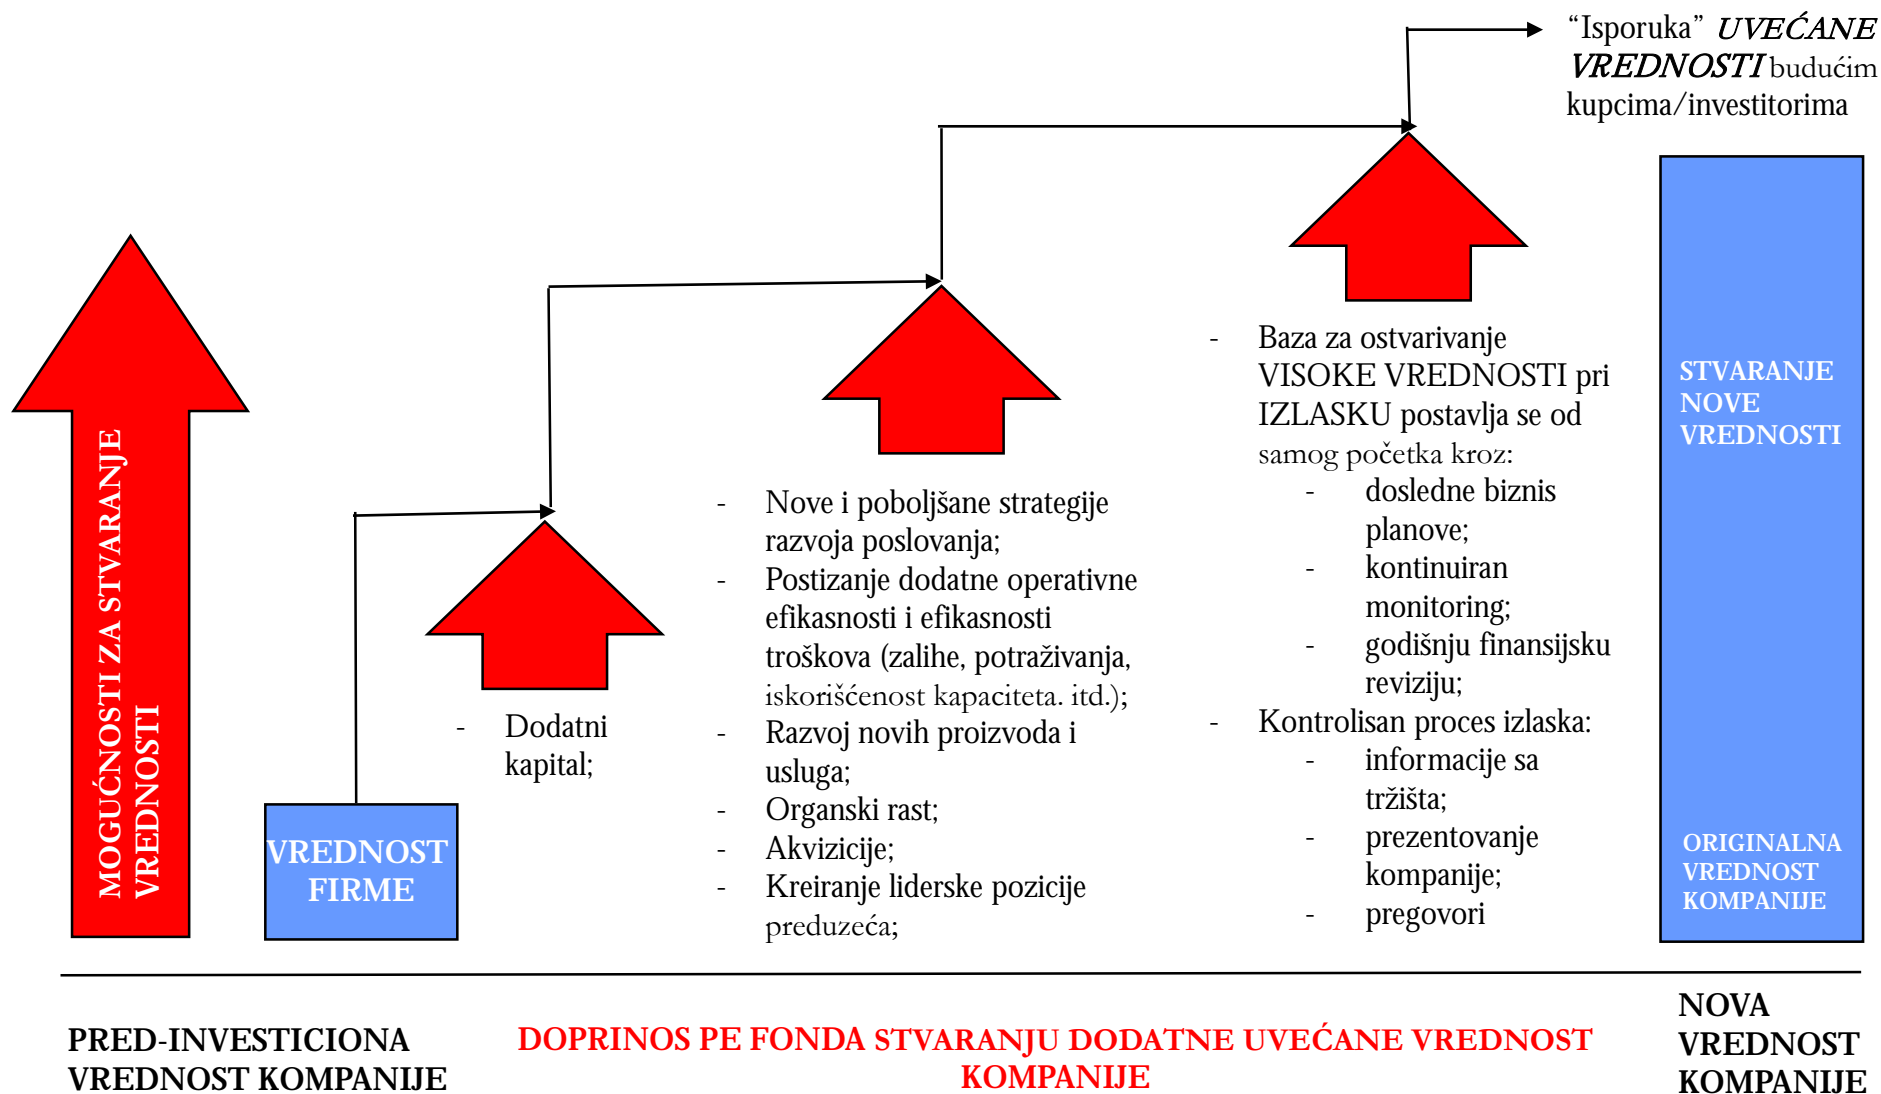 “Isporuka” UVEĆANE
VREDNOSTI budućim
kupcima/investitorima
MOGUĆNOSTI ZA STVARANJE
VREDNOSTI
VREDNOST
FIRME
- Dodatni
kapital;
- Nove i poboljšane strategije
razvoja poslovanja;
- Postizanje dodatne operativne
efikasnosti i efikasnosti
troškova (zalihe, potraživanja,
iskorišćenost kapaciteta. itd.);
- Razvoj novih proizvoda i
usluga;
- Organski rast;
- Akvizicije;
- Kreiranje liderske pozicije
preduzeća;
- Baza za ostvarivanje
VISOKE VREDNOSTI pri
IZLASKU postavlja se od
samog početka kroz:
- dosledne biznis
planove;
- kontinuiran
monitoring;
- godišnju finansijsku
reviziju;
- Kontrolisan proces izlaska:
- informacije sa
tržišta;
- prezentovanje
kompanije;
- pregovori
STVARANJE
NOVE
VREDNOSTI
ORIGINALNA
VREDNOST
KOMPANIJE
PRED-INVESTICIONA
VREDNOST KOMPANIJE
DOPRINOS PE FONDA STVARANJU DODATNE UVEĆANE VREDNOST
KOMPANIJE
NOVA
VREDNOST
KOMPANIJE